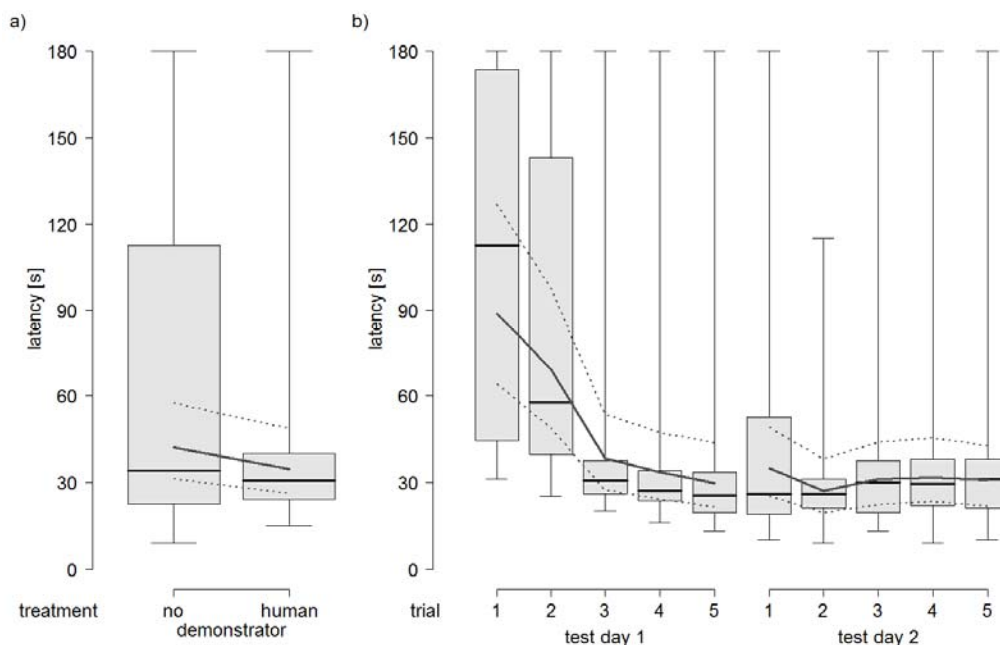 a)
180
150
120
90
60
30
0
latency [s]
treatment
no
human
demonstrator
b)
180
150
120
90
60
30
0
latency [s]
trial
1 2 3 4 5
1 2 3 4 5
test day 1
test day 2